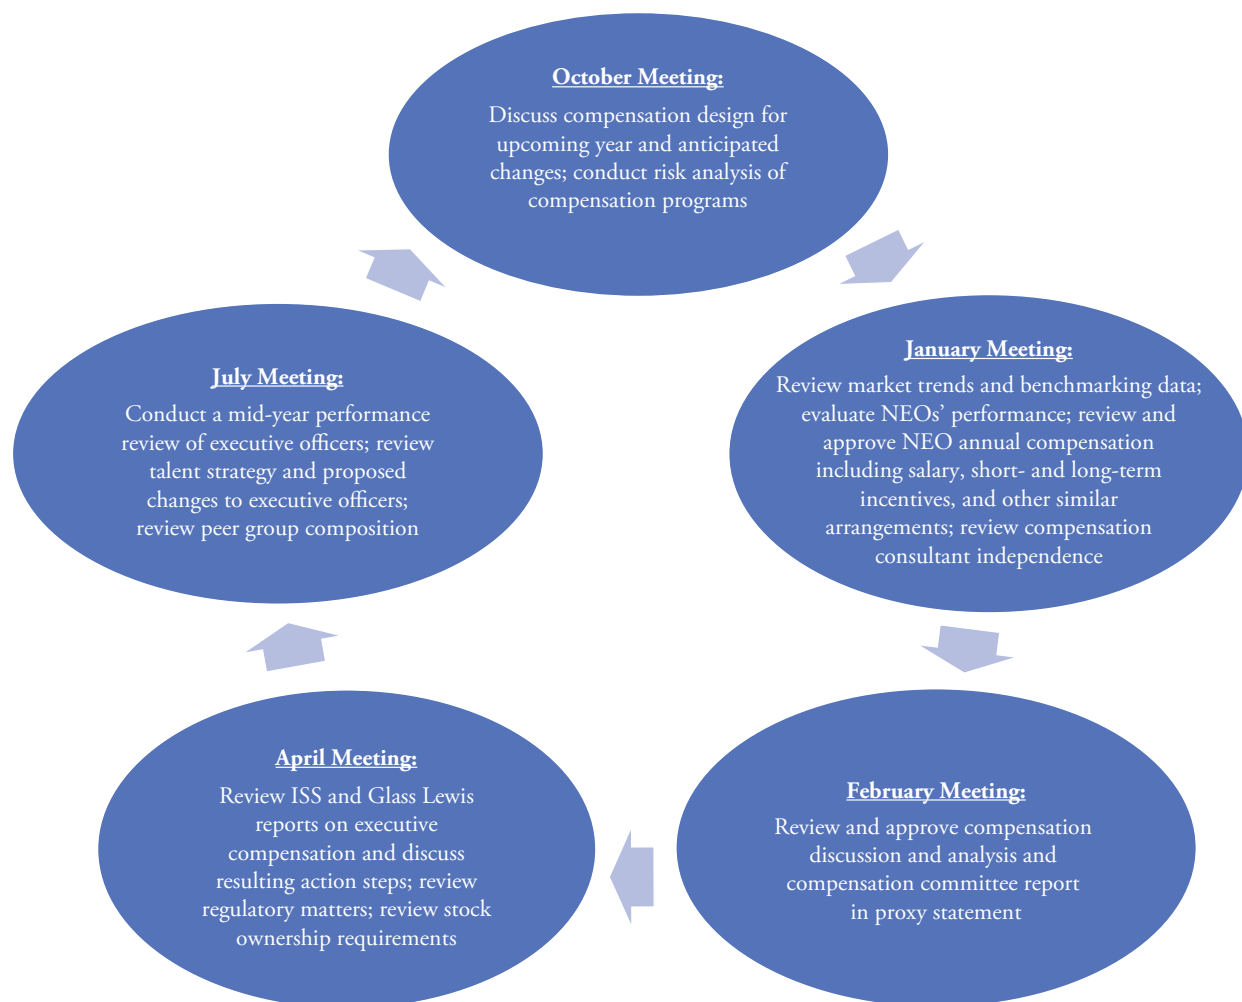 October Meeting:
Discuss compensation design for
upcoming year and anticipated
changes; conduct risk analysis of
compensation programs
January Meeting:
Review market trends and benchmarking data;
evaluate NEOs’ performance; review and
approve NEO annual compensation
including salary, short- and long-term
incentives, and other similar
arrangements; review compensation
consultant independence
February Meeting:
Review and approve compensation
discussion and analysis and
compensation committee report
in proxy statement
April Meeting:
Review ISS and Glass Lewis
reports on executive
compensation and discuss
resulting action steps; review
regulatory matters; review stock
ownership requirements
July Meeting:
Conduct a mid-year performance
review of executive officers; review
talent strategy and proposed
changes to executive officers;
review peer group composition